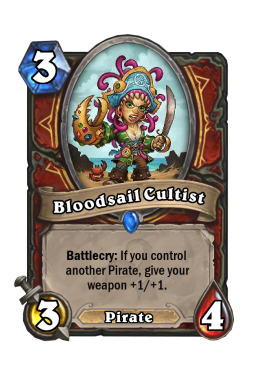 3
Bloodsail Cultist
Battlecry: If you control
another Pirate, give your
weapon +1/+1.
3
Pirate
4